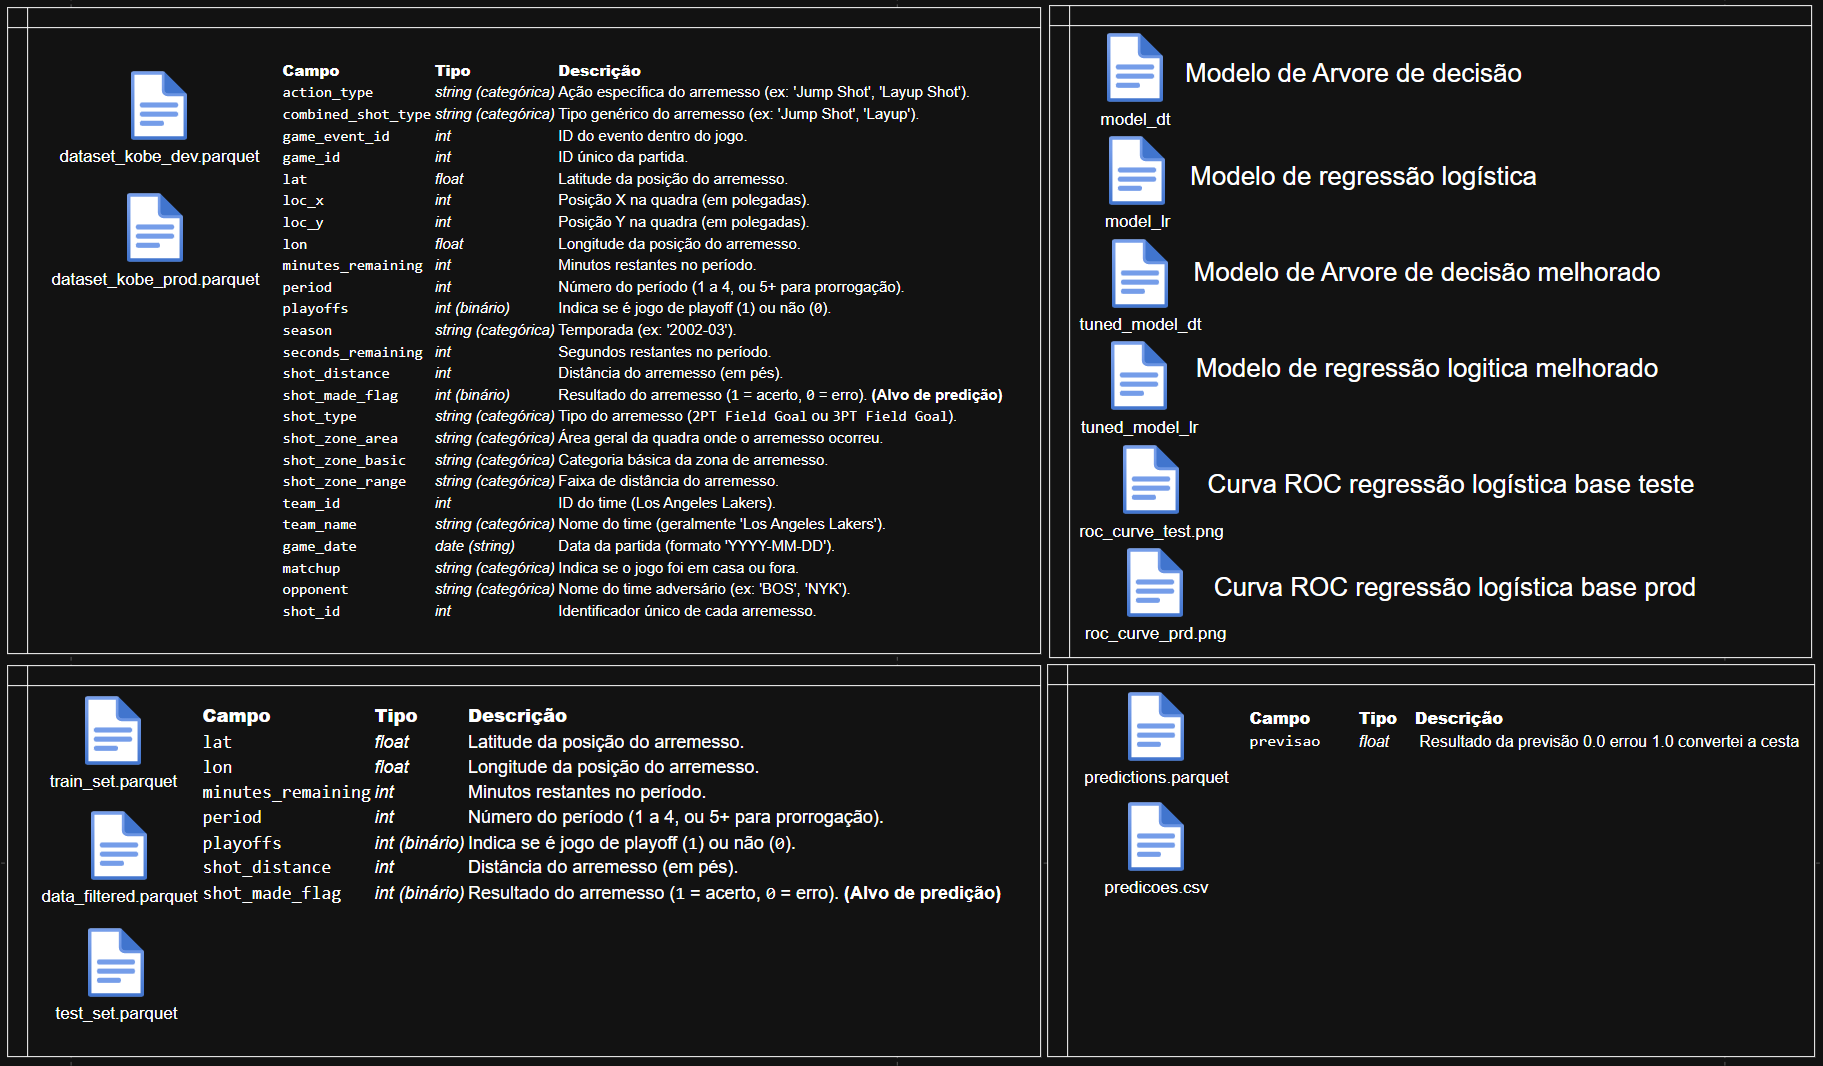 dataset_kobe_dev.parquet
dataset_kobe_prod.parquet
Campo Tipo Descrição
action_type string (categórica) Ação específica do arremesso (ex: 'Jump Shot', 'Layup Shot').
combined_shot_type string (categórica) Tipo genérico do arremesso (ex: 'Jump Shot', 'Layup').
game_event_id int ID do evento dentro do jogo.
game_id int ID único da partida.
lat float Latitude da posição do arremesso.
loc_x int Posição X na quadra (em polegadas).
loc_y int Posição Y na quadra (em polegadas).
lon float Longitude da posição do arremesso.
minutes_remaining int Minutos restantes no período.
period int Número do período (1 a 4, ou 5+ para prorrogação).
playoffs int (binário) Indica se é jogo de playoff (1) ou não (0).
season string (categórica) Temporada (ex: '2002-03').
seconds_remaining int Segundos restantes no período.
shot_distance int Distância do arremesso (em pés).
shot_made_flag int (binário) Resultado do arremesso (1 = acerto, 0 = erro). (Alvo de predição)
shot_type string (categórica) Tipo do arremesso (2PT Field Goal ou 3PT Field Goal).
shot_zone_area string (categórica) Área geral da quadra onde o arremesso ocorreu.
shot_zone_basic string (categórica) Categoria básica da zona de arremesso.
shot_zone_range string (categórica) Faixa de distância do arremesso.
team_id int ID do time (Los Angeles Lakers).
team_name string (categórica) Nome do time (geralmente 'Los Angeles Lakers').
game_date date (string) Data da partida (formato 'YYYY-MM-DD').
matchup string (categórica) Indica se o jogo foi em casa ou fora.
opponent string (categórica) Nome do time adversário (ex: 'BOS', 'NYK').
shot_id int Identificador único de cada arremesso.
Modelo de Arvore de decisão
model_dt
Modelo de regressão logística
model_lr
Modelo de Arvore de decisão melhorado
tuned_model_dt
Modelo de regressão logitica melhorado
tuned_model_lr
Curva ROC regressão logística base teste
roc_curve_test.png
Curva ROC regressão logística base prod
roc_curve_prd.png
train_set.parquet
data_filtered.parquet
test_set.parquet
Campo Tipo Descrição
lat float Latitude da posição do arremesso.
lon float Longitude da posição do arremesso.
minutes_remaining int Minutos restantes no período.
period int Número do período (1 a 4, ou 5+ para prorrogação).
playoffs int (binário) Indica se é jogo de playoff (1) ou não (0).
shot_distance int Distância do arremesso (em pés).
shot_made_flag int (binário) Resultado do arremesso (1 = acerto, 0 = erro). (Alvo de predição)
predictions.parquet
predicoes.csv
Campo Tipo Descrição
previsao float Resultado da previsão 0.0 errou 1.0 convertei a cesta